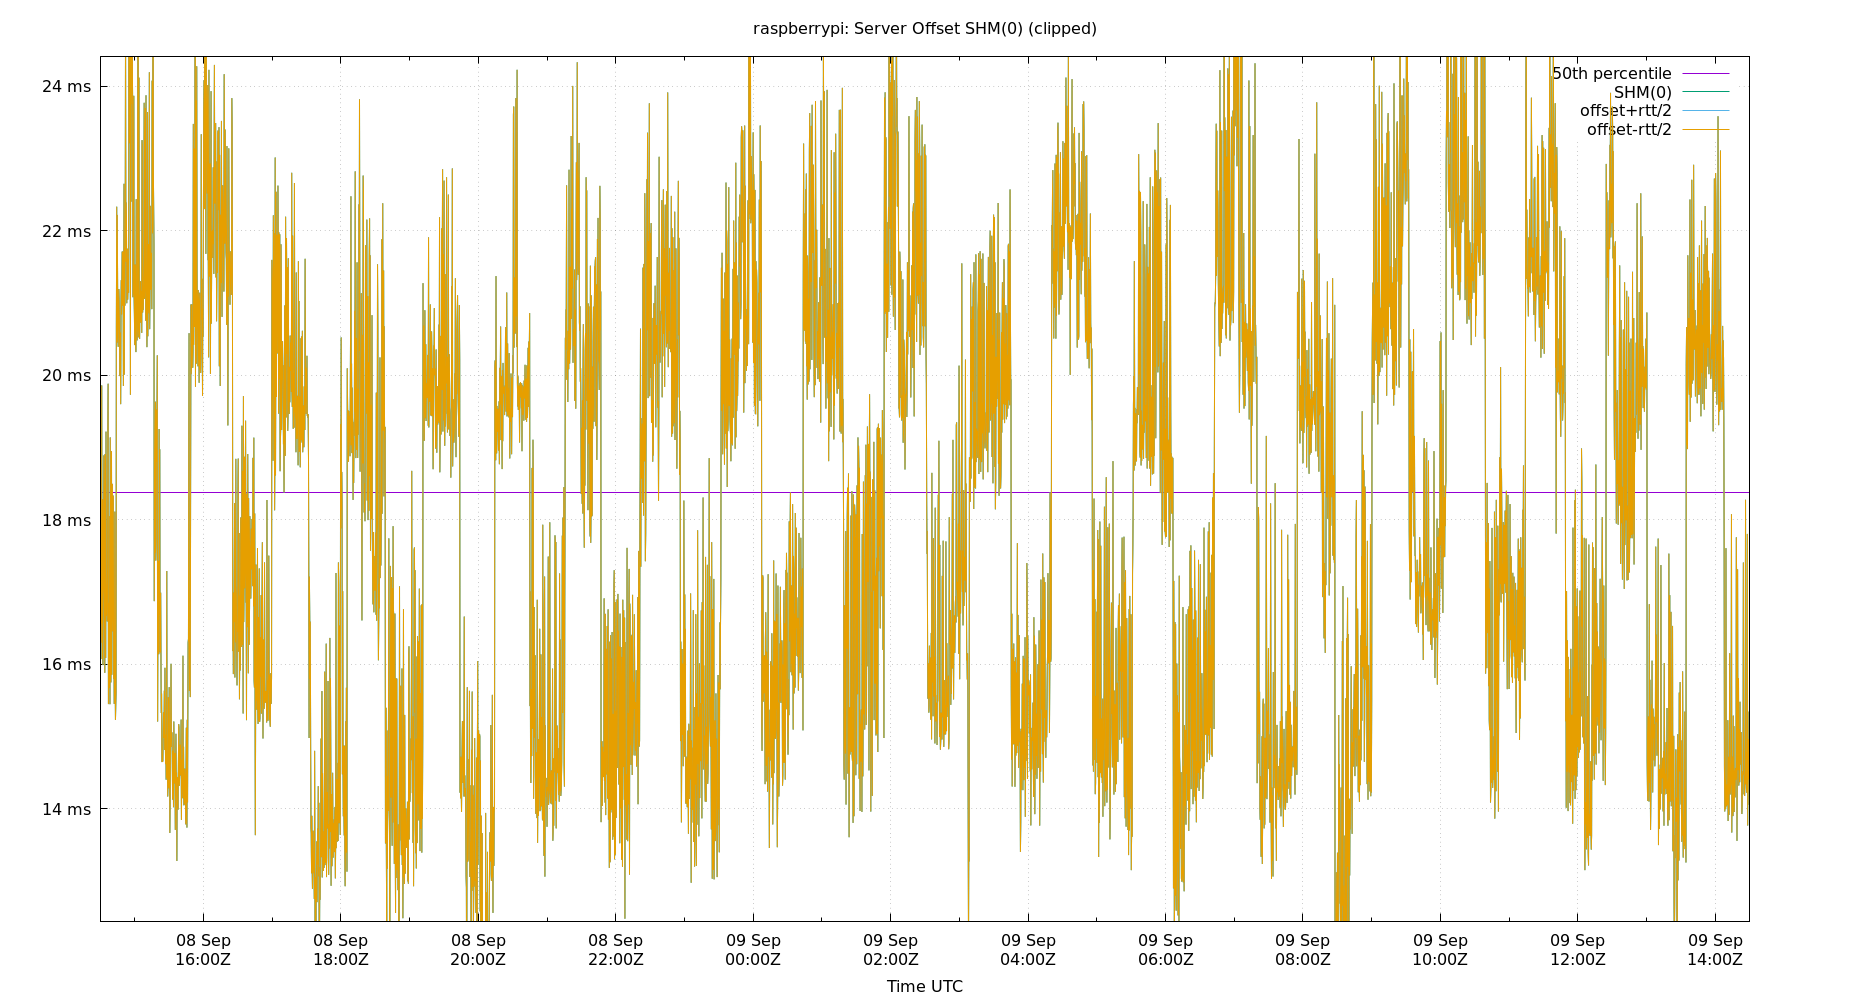 raspberrypi: Server Offset SHM(0) (clipped)
50th percentile
SHM(0)
offset+rtt/2
offset-rtt/2
24 ms
22 ms
20 ms
18 ms
16 ms
14 ms
08 Sep 08 Sep 08 Sep 08 Sep 09 Sep 09 Sep 09 Sep 09 Sep 09 Sep 09 Sep 09 Sep 09 Sep
16:00Z 18:00Z 20:00Z 22:00Z 00:00Z 02:00Z 04:00Z 06:00Z 08:00Z 10:00Z 12:00Z 14:00Z
Time UTC